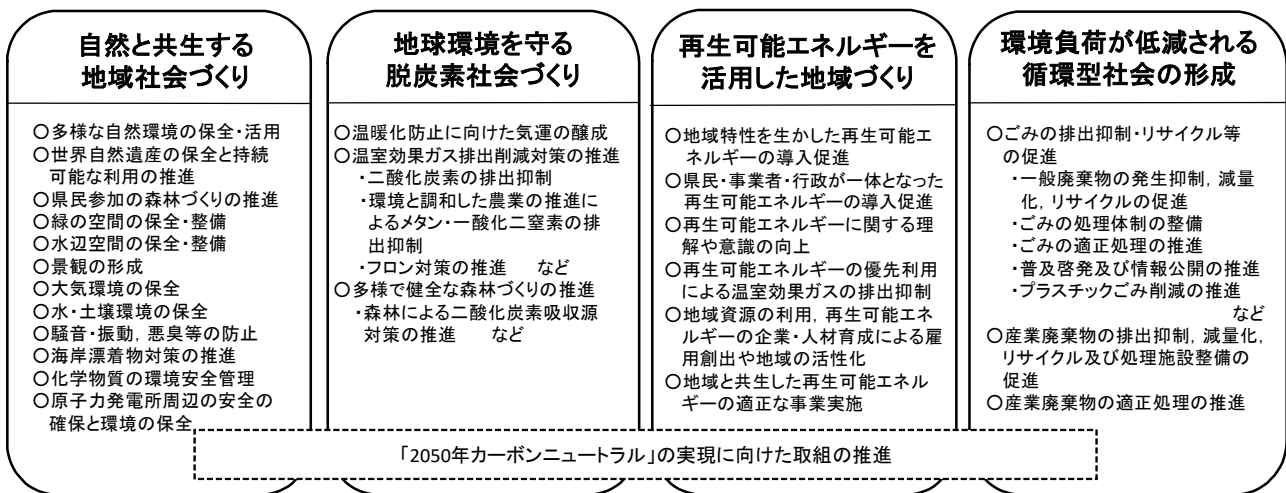 自然と共生する
地域社会づくり
○多様な自然環境の保全・活用
○世界自然遺産の保全と持続
可能な利用の推進
○県民参加の森林づくりの推進
○緑の空間の保全・整備
○水辺空間の保全・整備
○景観の形成
○大気環境の保全
○水・土壌環境の保全
○騒音・振動，悪臭等の防止
○海岸漂着物対策の推進
○化学物質の環境安全管理
○原子力発電所周辺の安全の
確保と環境の保全
地球環境を守る
脱炭素社会づくり
○温暖化防止に向けた気運の醸成
○温室効果ガス排出削減対策の推進
・二酸化炭素の排出抑制
・環境と調和した農業の推進に
よるメタン・一酸化二窒素の排
出抑制
・フロン対策の推進　など
○多様で健全な森林づくりの推進
・森林による二酸化炭素吸収源
対策の推進　など
再生可能エネルギーを
活用した地域づくり
○地域特性を生かした再生可能エ
ネルギーの導入促進
○県民・事業者・行政が一体となった
再生可能エネルギーの導入促進
○再生可能エネルギーに関する理
解や意識の向上
○再生可能エネルギーの優先利用
による温室効果ガスの排出抑制
○地域資源の利用，再生可能エネ
ルギーの企業・人材育成による雇
用創出や地域の活性化
○地域と共生した再生可能エネル
ギーの適正な事業実施
環境負荷が低減される
循環型社会の形成
○ごみの排出抑制・リサイクル等
の促進
・一般廃棄物の発生抑制，減量
化，リサイクルの促進
・ごみの処理体制の整備
・ごみの適正処理の推進
・普及啓発及び情報公開の推進
・プラスチックごみ削減の推進
など
○産業廃棄物の排出抑制，減量化，
リサイクル及び処理施設整備の
促進
○産業廃棄物の適正処理の推進
「2050年カーボンニュートラル」の実現に向けた取組の推進